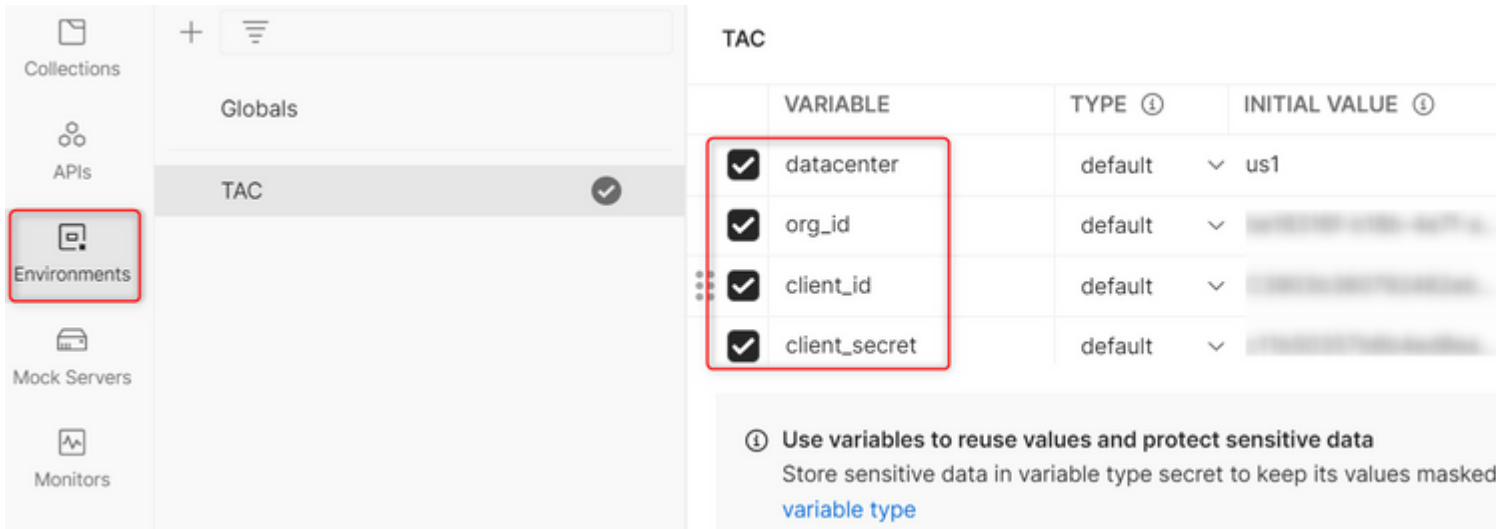 Collections
APIs
Environments
Mock Servers
Monitors
Globals
TAC
TAC
VARIABLE TYPE INITIAL VALUE
datacenter default us1
org_id default
client_id default
client_secret default
Use variables to reuse values and protect sensitive data
Store sensitive data in variable type secret to keep its values masked
variable type